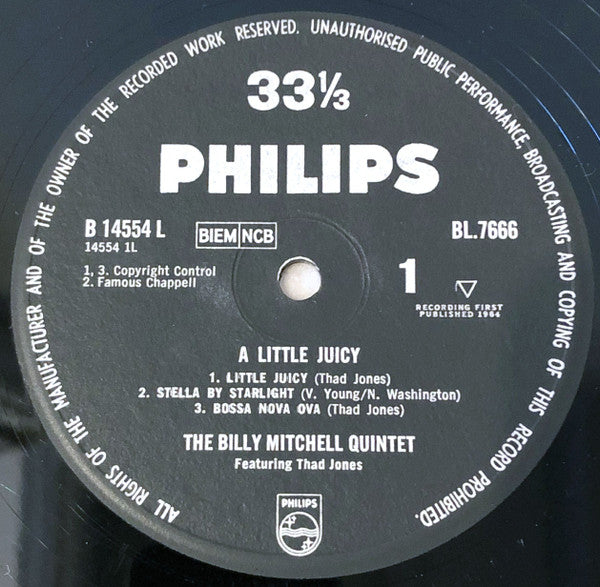 ALL RIGHTS OF THE MANUFACTURER AND OF THE OWNER OF THE RECORDED WORK RESERVED. UNAUTHORISED PUBLIC PERFORMANCE, BROADCASTING AND COPYING OF THIS RECORD PROHIBITED.
33⅓
PHILIPS
B 14554 L
14554 1L
BIEM NCB
BL.7666
1, 3. Copyright Control
2. Famous Chappell
1
RECORDING FIRST
PUBLISHED 1964
A LITTLE JUICY
1. LITTLE JUICY (Thad Jones)
2. STELLA BY STARLIGHT (V. Young/N. Washington)
3. BOSSA NOVA OVA (Thad Jones)
THE BILLY MITCHELL QUINTET
Featuring Thad Jones
PHILIPS